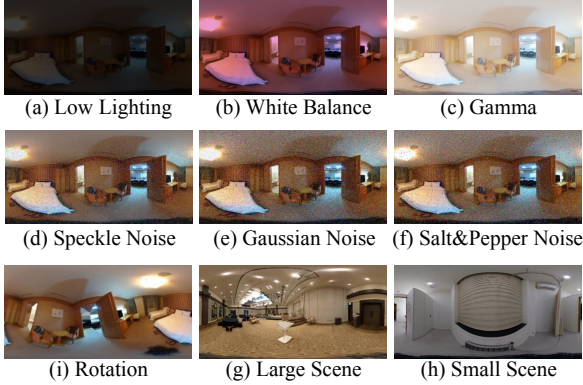 (a) Low Lighting
(b) White Balance
(c) Gamma
(d) Speckle Noise
(e) Gaussian Noise
(f) Salt&Pepper Noise
(i) Rotation
(g) Large Scene
(h) Small Scene